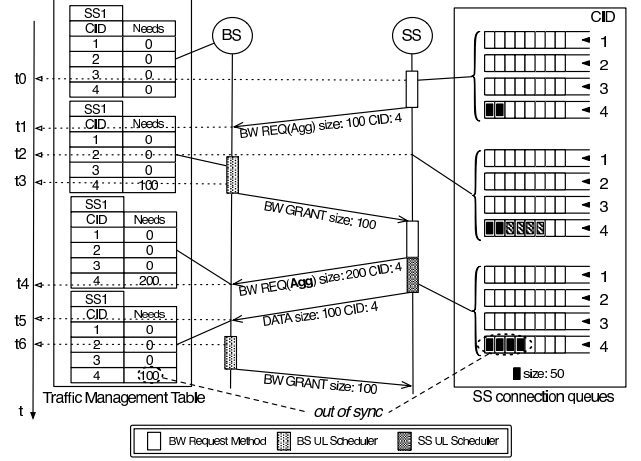 SS1
CID Needs
1 0
2 0
3 0
4 0
SS1
CID Needs
1 0
2 0
3 0
4 100
SS1
CID Needs
1 0
2 0
3 0
4 200
SS1
CID Needs
1 0
2 0
3 0
4 100
Traffic Management Table
t0
t1
t2
t3
t4
t5
t6
t
BS
SS
BW REQ(Agg) size: 100 CID: 4
BW GRANT size: 100
BW REQ(Agg) size: 200 CID: 4
DATA size: 100 CID: 4
BW GRANT size: 100
out of sync
CID
1
2
3
4
1
2
3
4
1
2
3
4
size: 50
SS connection queues
BW Request Method
BS UL Scheduler
SS UL Scheduler